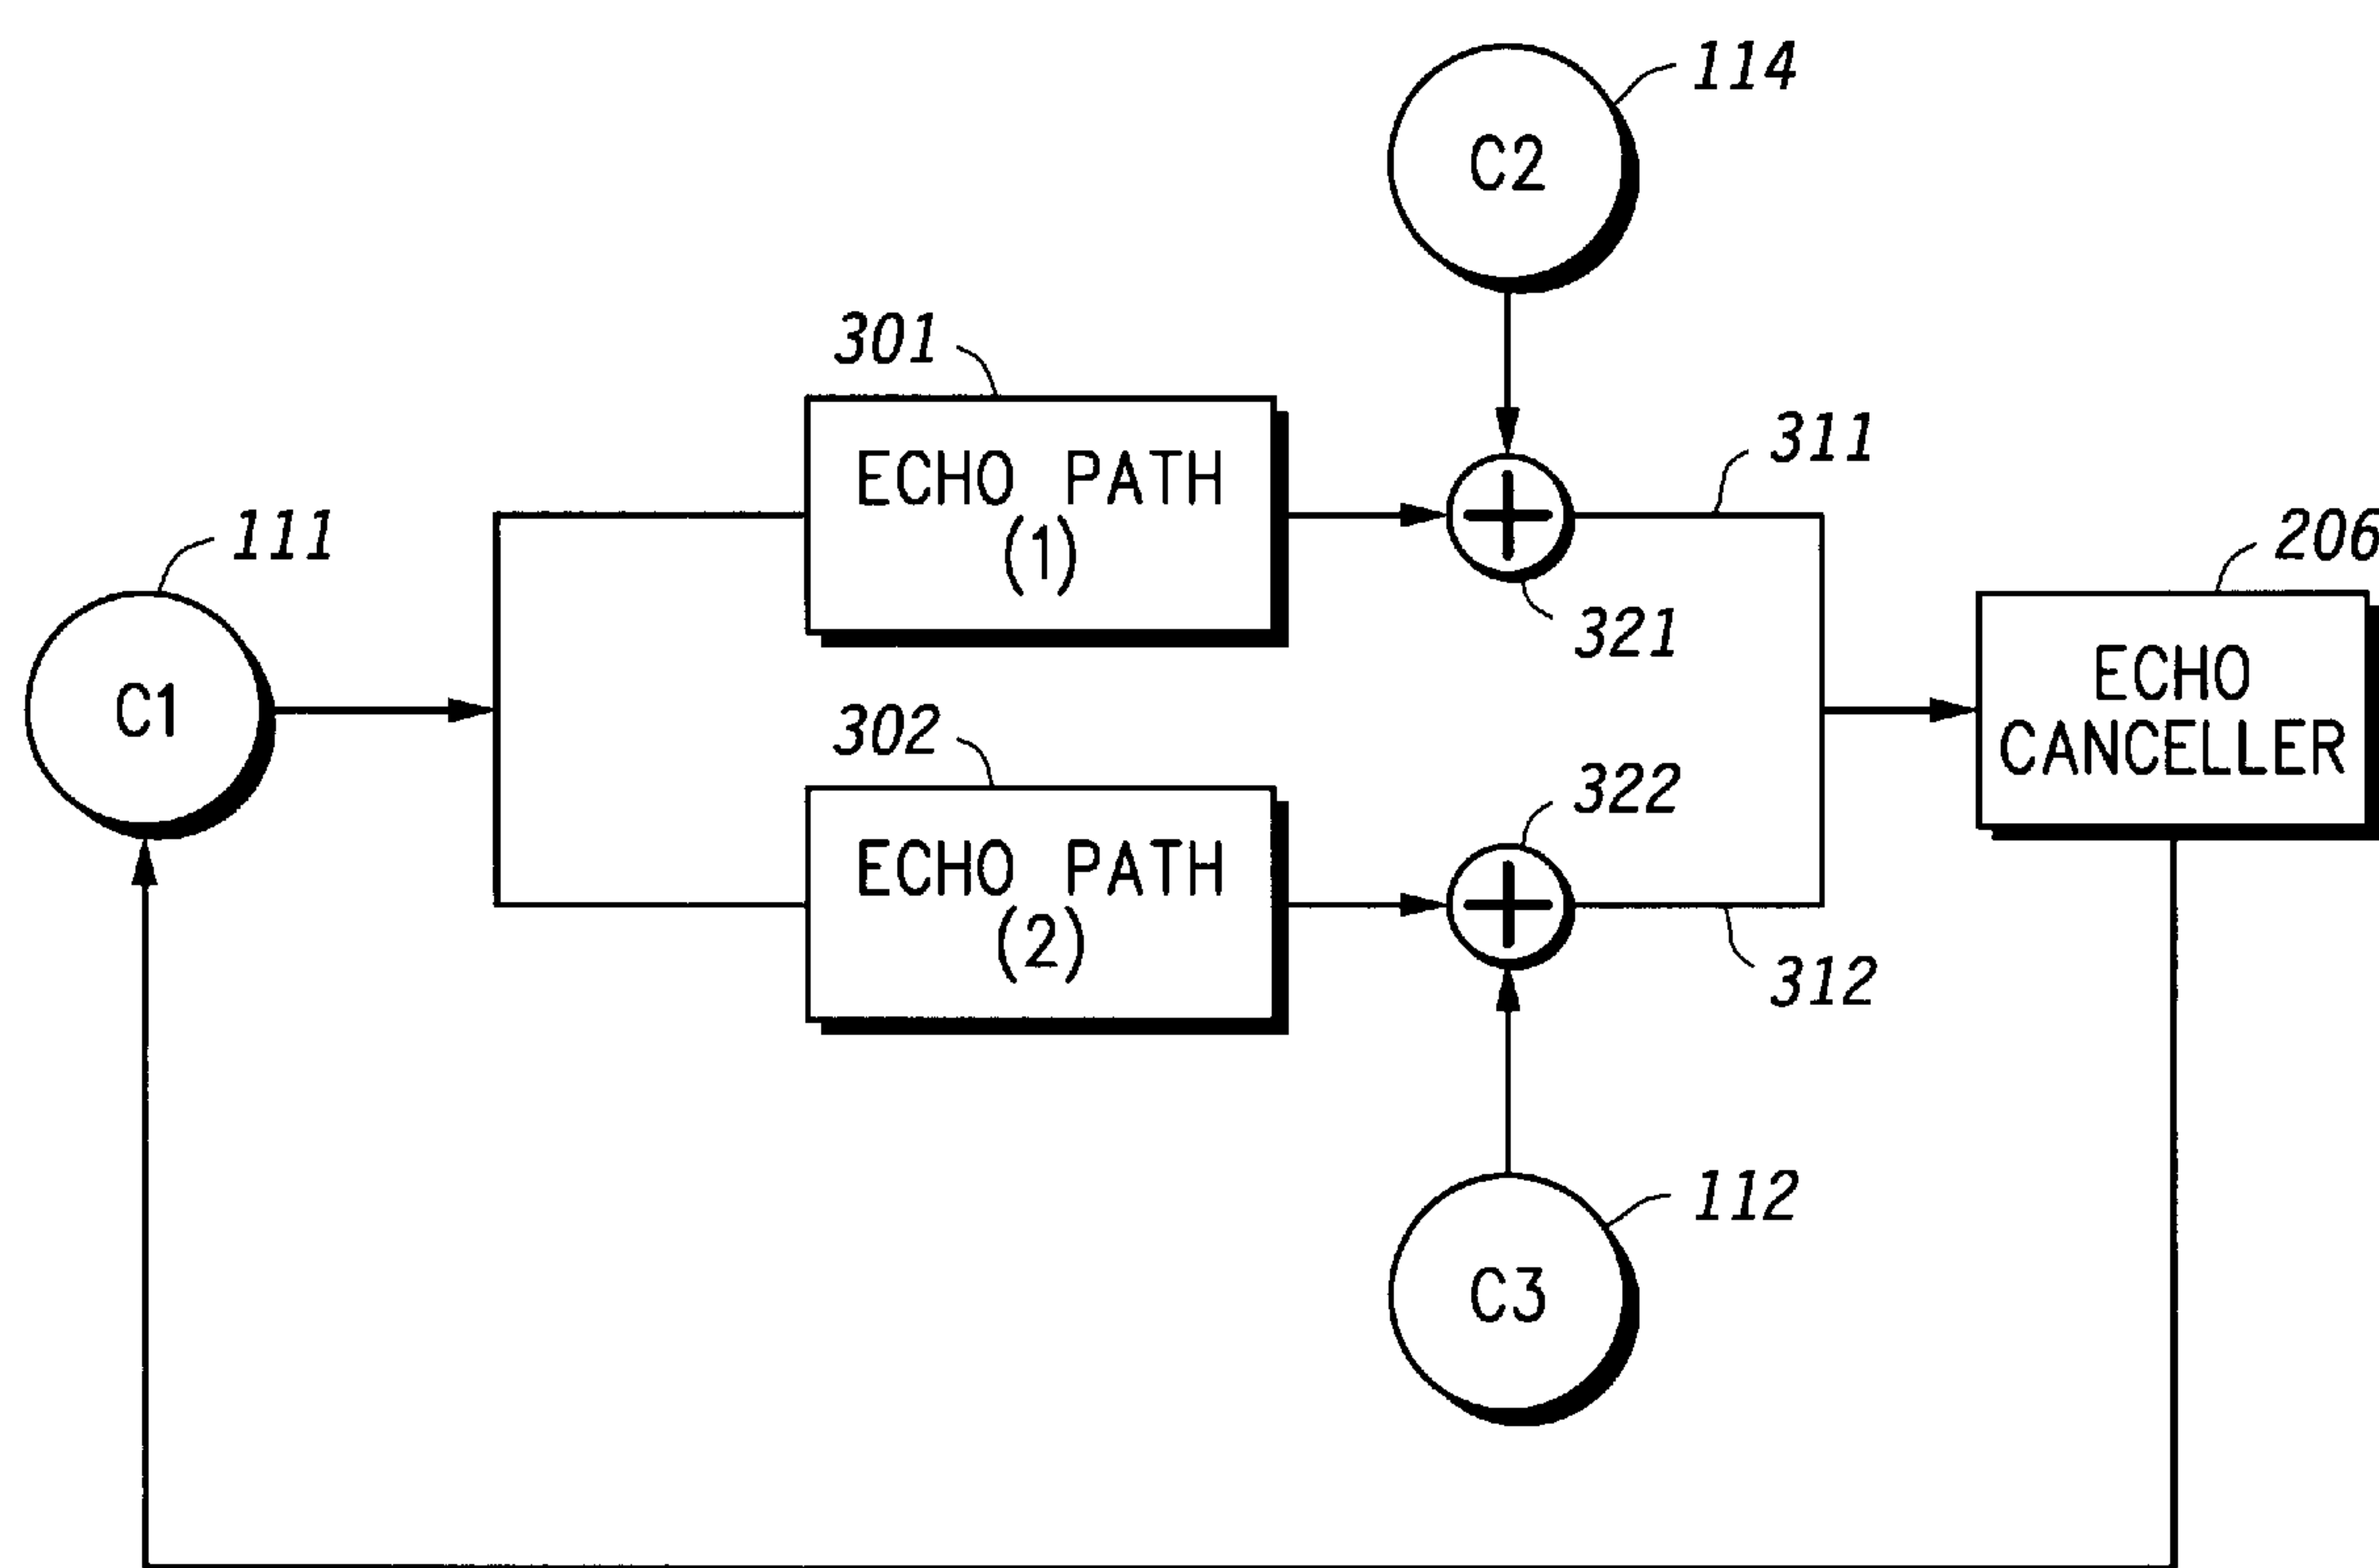 114
C2
301
311
ECHO PATH
(1)
111
206
321
ECHO
CANCELLER
C1
302
322
ECHO PATH
(2)
312
112
C3